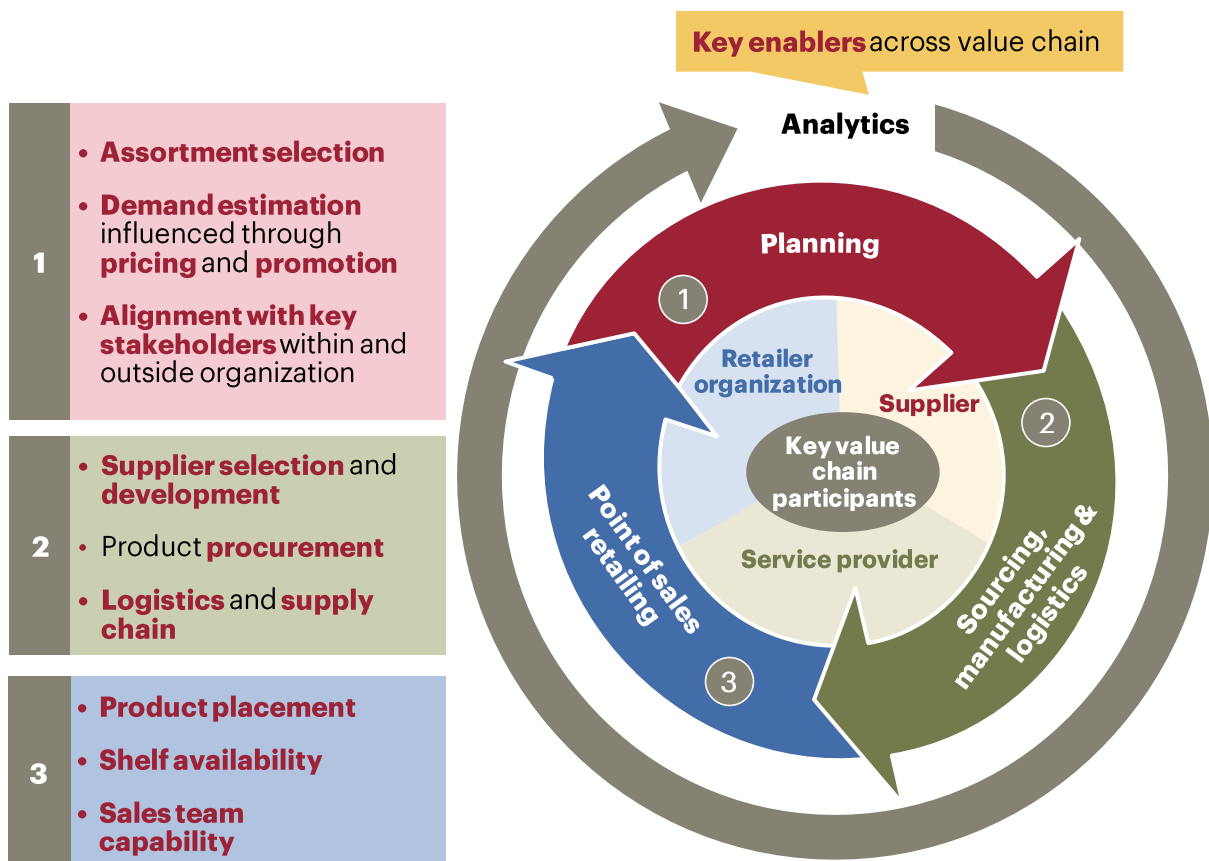 Key enablers across value chain
Analytics
1
• Assortment selection
• Demand estimation
influenced through
pricing and promotion
• Alignment with key
stakeholders within and
outside organization
2
• Supplier selection and
development
• Product procurement
• Logistics and supply
chain
3
• Product placement
• Shelf availability
• Sales team
capability
Planning
1
Retailer
organization
Supplier
2
Key value
chain
participants
Service provider
Sourcing,
manufacturing &
logistics
Point of sales
retailing
3